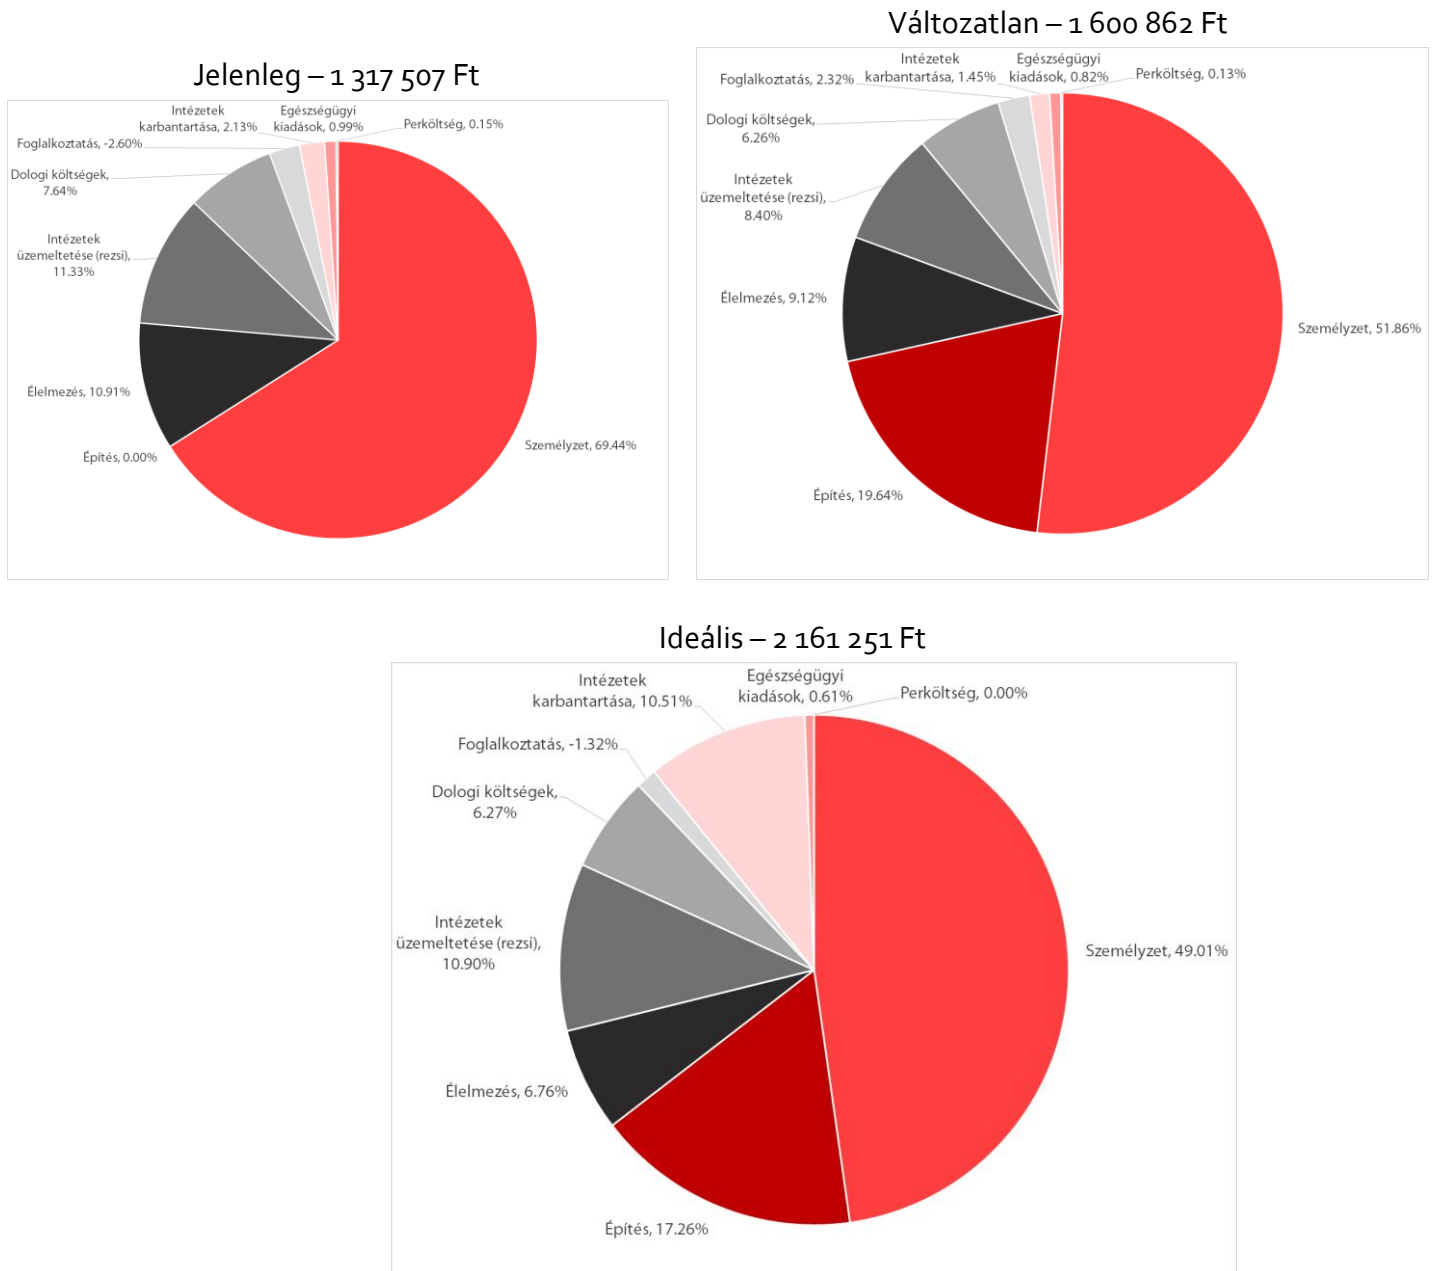 Jelenleg – 1 317 507 Ft
Intézetek
karbantartása, 2.13%
Egészségügyi
kiadások, 0.99%
Perköltség, 0.15%
Foglalkoztatás, -2.60%
Dologi költségek,
7.64%
Intézetek
üzemeltetése (rezsi),
11.33%
Élelmezés, 10.91%
Építés, 0.00%
Személyzet, 69.44%
Változatlan – 1 600 862 Ft
Intézetek
karbantartása, 1.45%
Egészségügyi
kiadások, 0.82%
Perköltség, 0.13%
Foglalkoztatás, 2.32%
Dologi költségek,
6.26%
Intézetek
üzemeltetése (rezsi),
8.40%
Élelmezés, 9.12%
Személyzet, 51.86%
Építés, 19.64%
Ideális – 2 161 251 Ft
Intézetek
karbantartása, 10.51%
Egészségügyi
kiadások, 0.61%
Perköltség, 0.00%
Foglalkoztatás, -1.32%
Dologi költségek,
6.27%
Intézetek
üzemeltetése (rezsi),
10.90%
Személyzet, 49.01%
Élelmezés, 6.76%
Építés, 17.26%